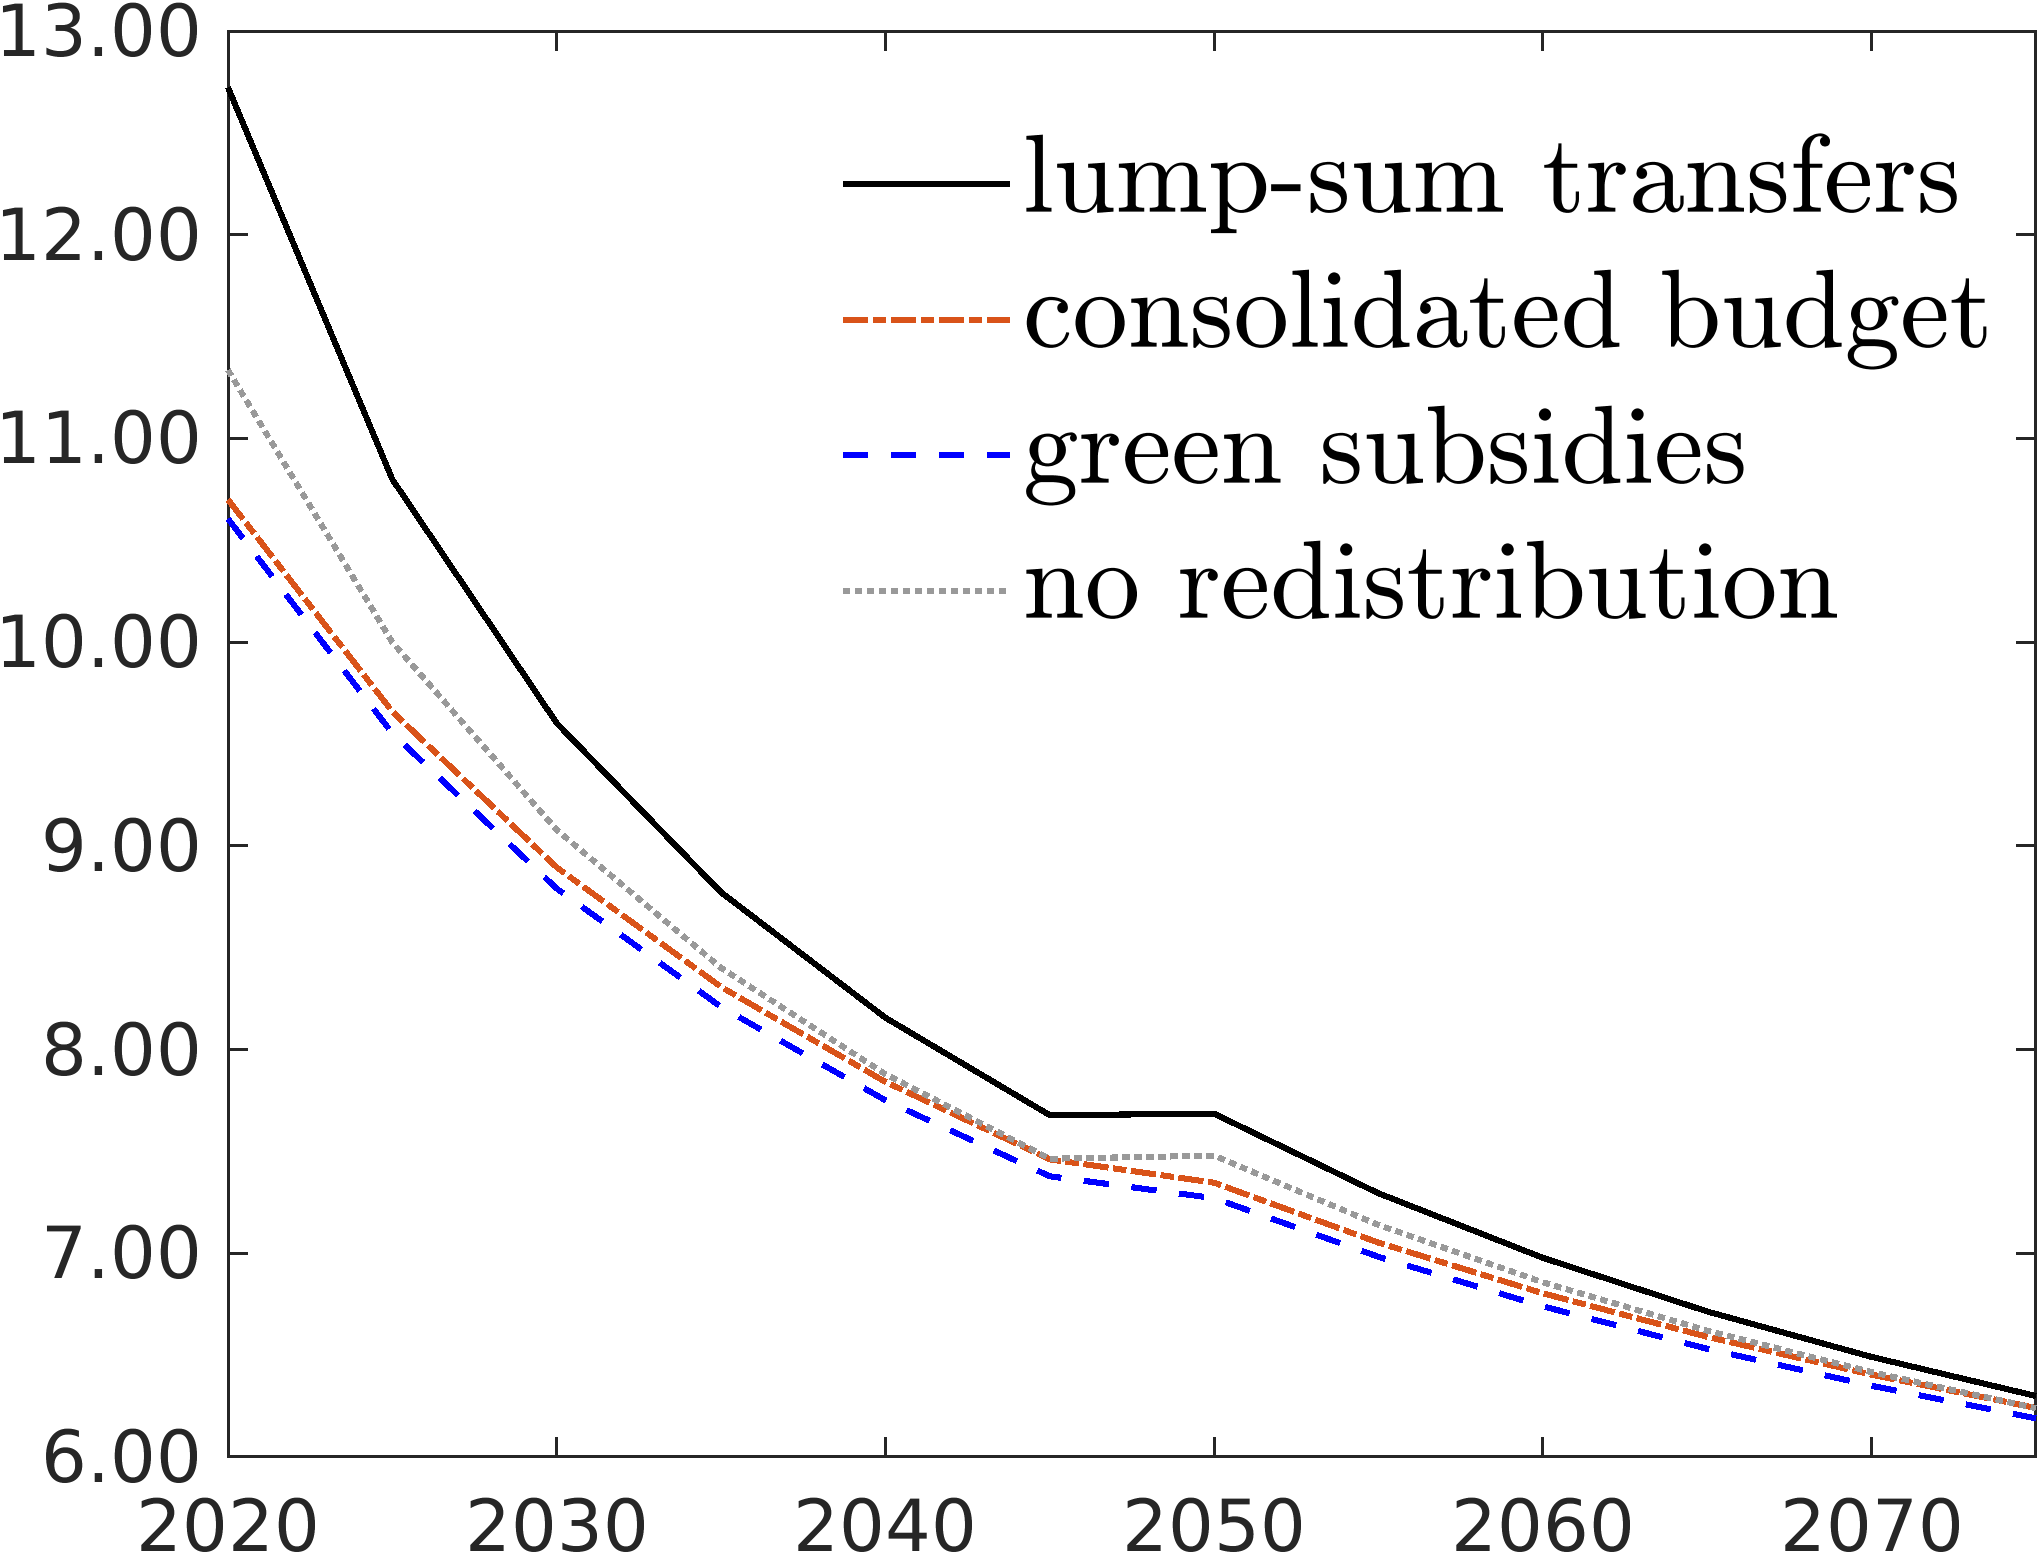 13.00
12.00
11.00
10.00
9.00
8.00
7.00
6.00
lump-sum transfers
consolidated budget
green subsidies
no redistribution
2020 2030 2040 2050 2060 2070